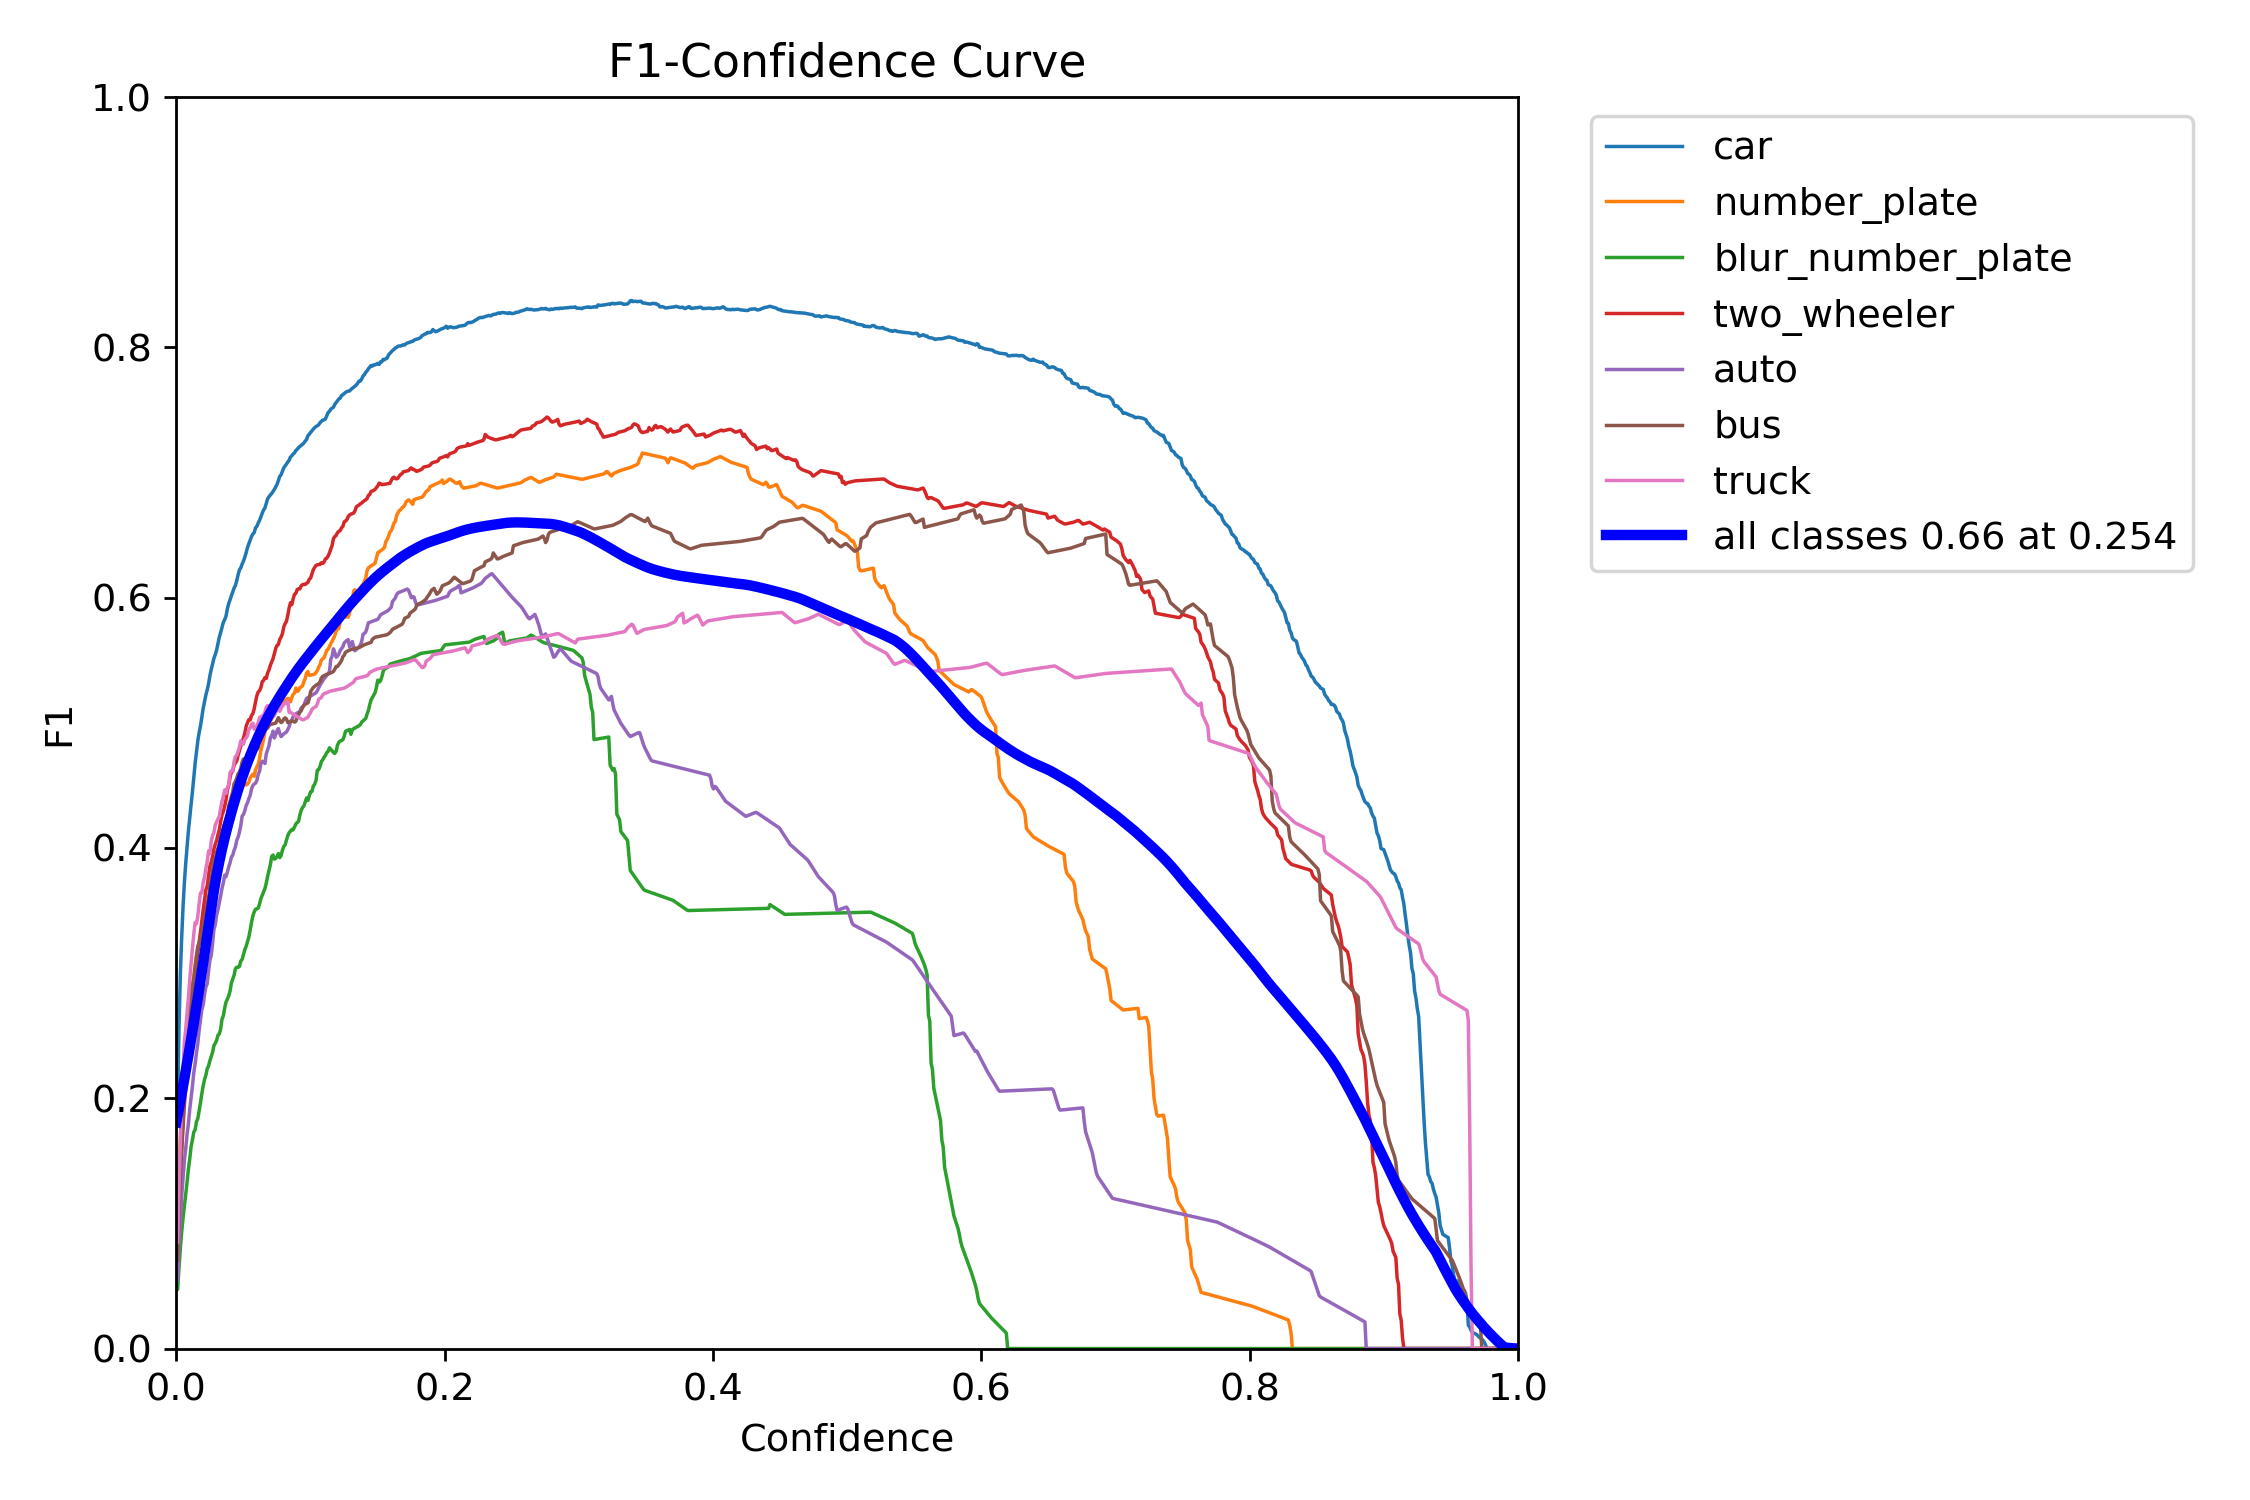 F1-Confidence Curve
1.0
0.8
0.6
0.4
0.2
0.0
F1
0.0 0.2 0.4 0.6 0.8 1.0
Confidence
car
number_plate
blur_number_plate
two_wheeler
auto
bus
truck
all classes 0.66 at 0.254